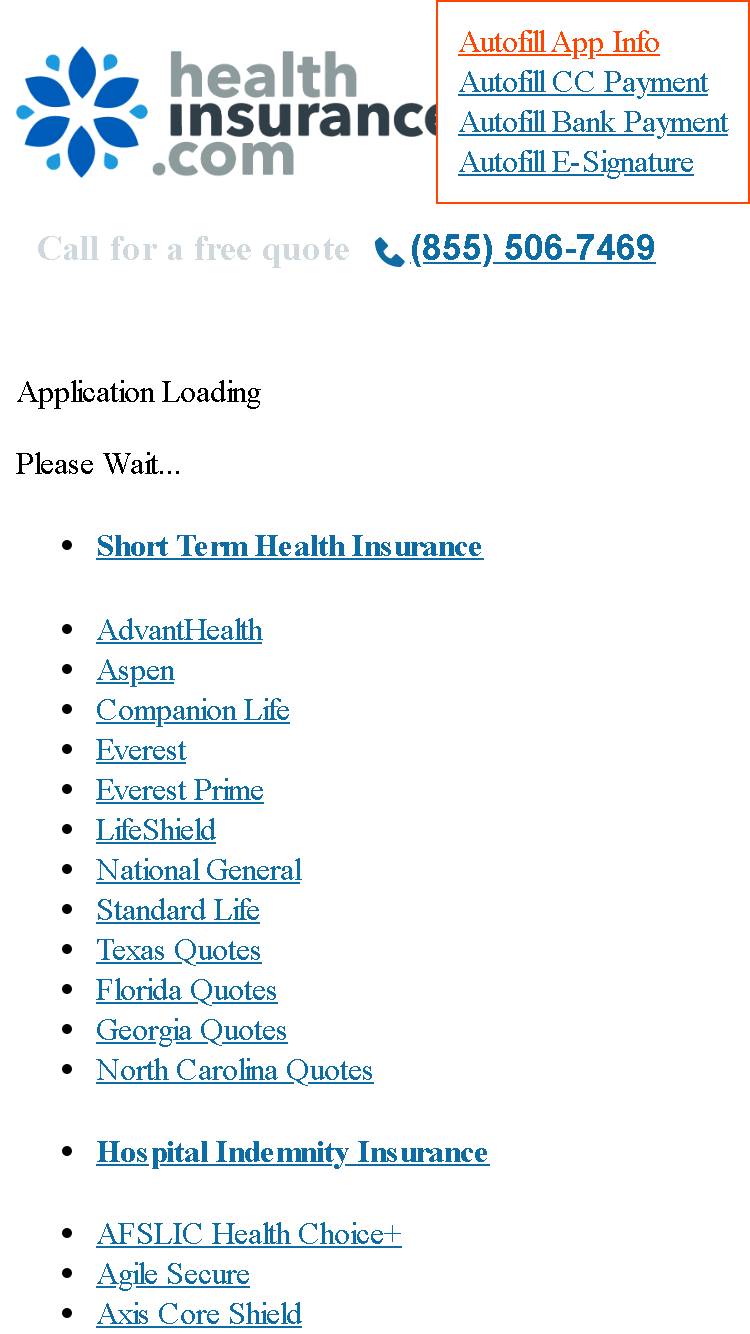 health
insurance
.com
Autofill App Info
Autofill CC Payment
Autofill Bank Payment
Autofill E-Signature
Call for a free quote (855) 506-7469
Application Loading
Please Wait...
Short Term Health Insurance
AdvantHealth
Aspen
Companion Life
Everest
Everest Prime
LifeShield
National General
Standard Life
Texas Quotes
Florida Quotes
Georgia Quotes
North Carolina Quotes
Hospital Indemnity Insurance
AFSLIC Health Choice+
Agile Secure
Axis Core Shield